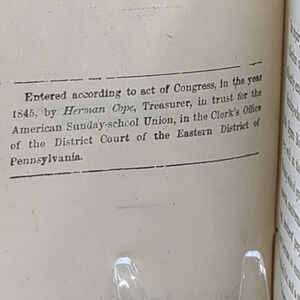 Entered according to act of Congress, in the year
1845, by Herman Cope, Treasurer, in trust for the
American Sunday-school Union, in the Clerk's Office
of the District Court of the Eastern District of
Pennsylvania.